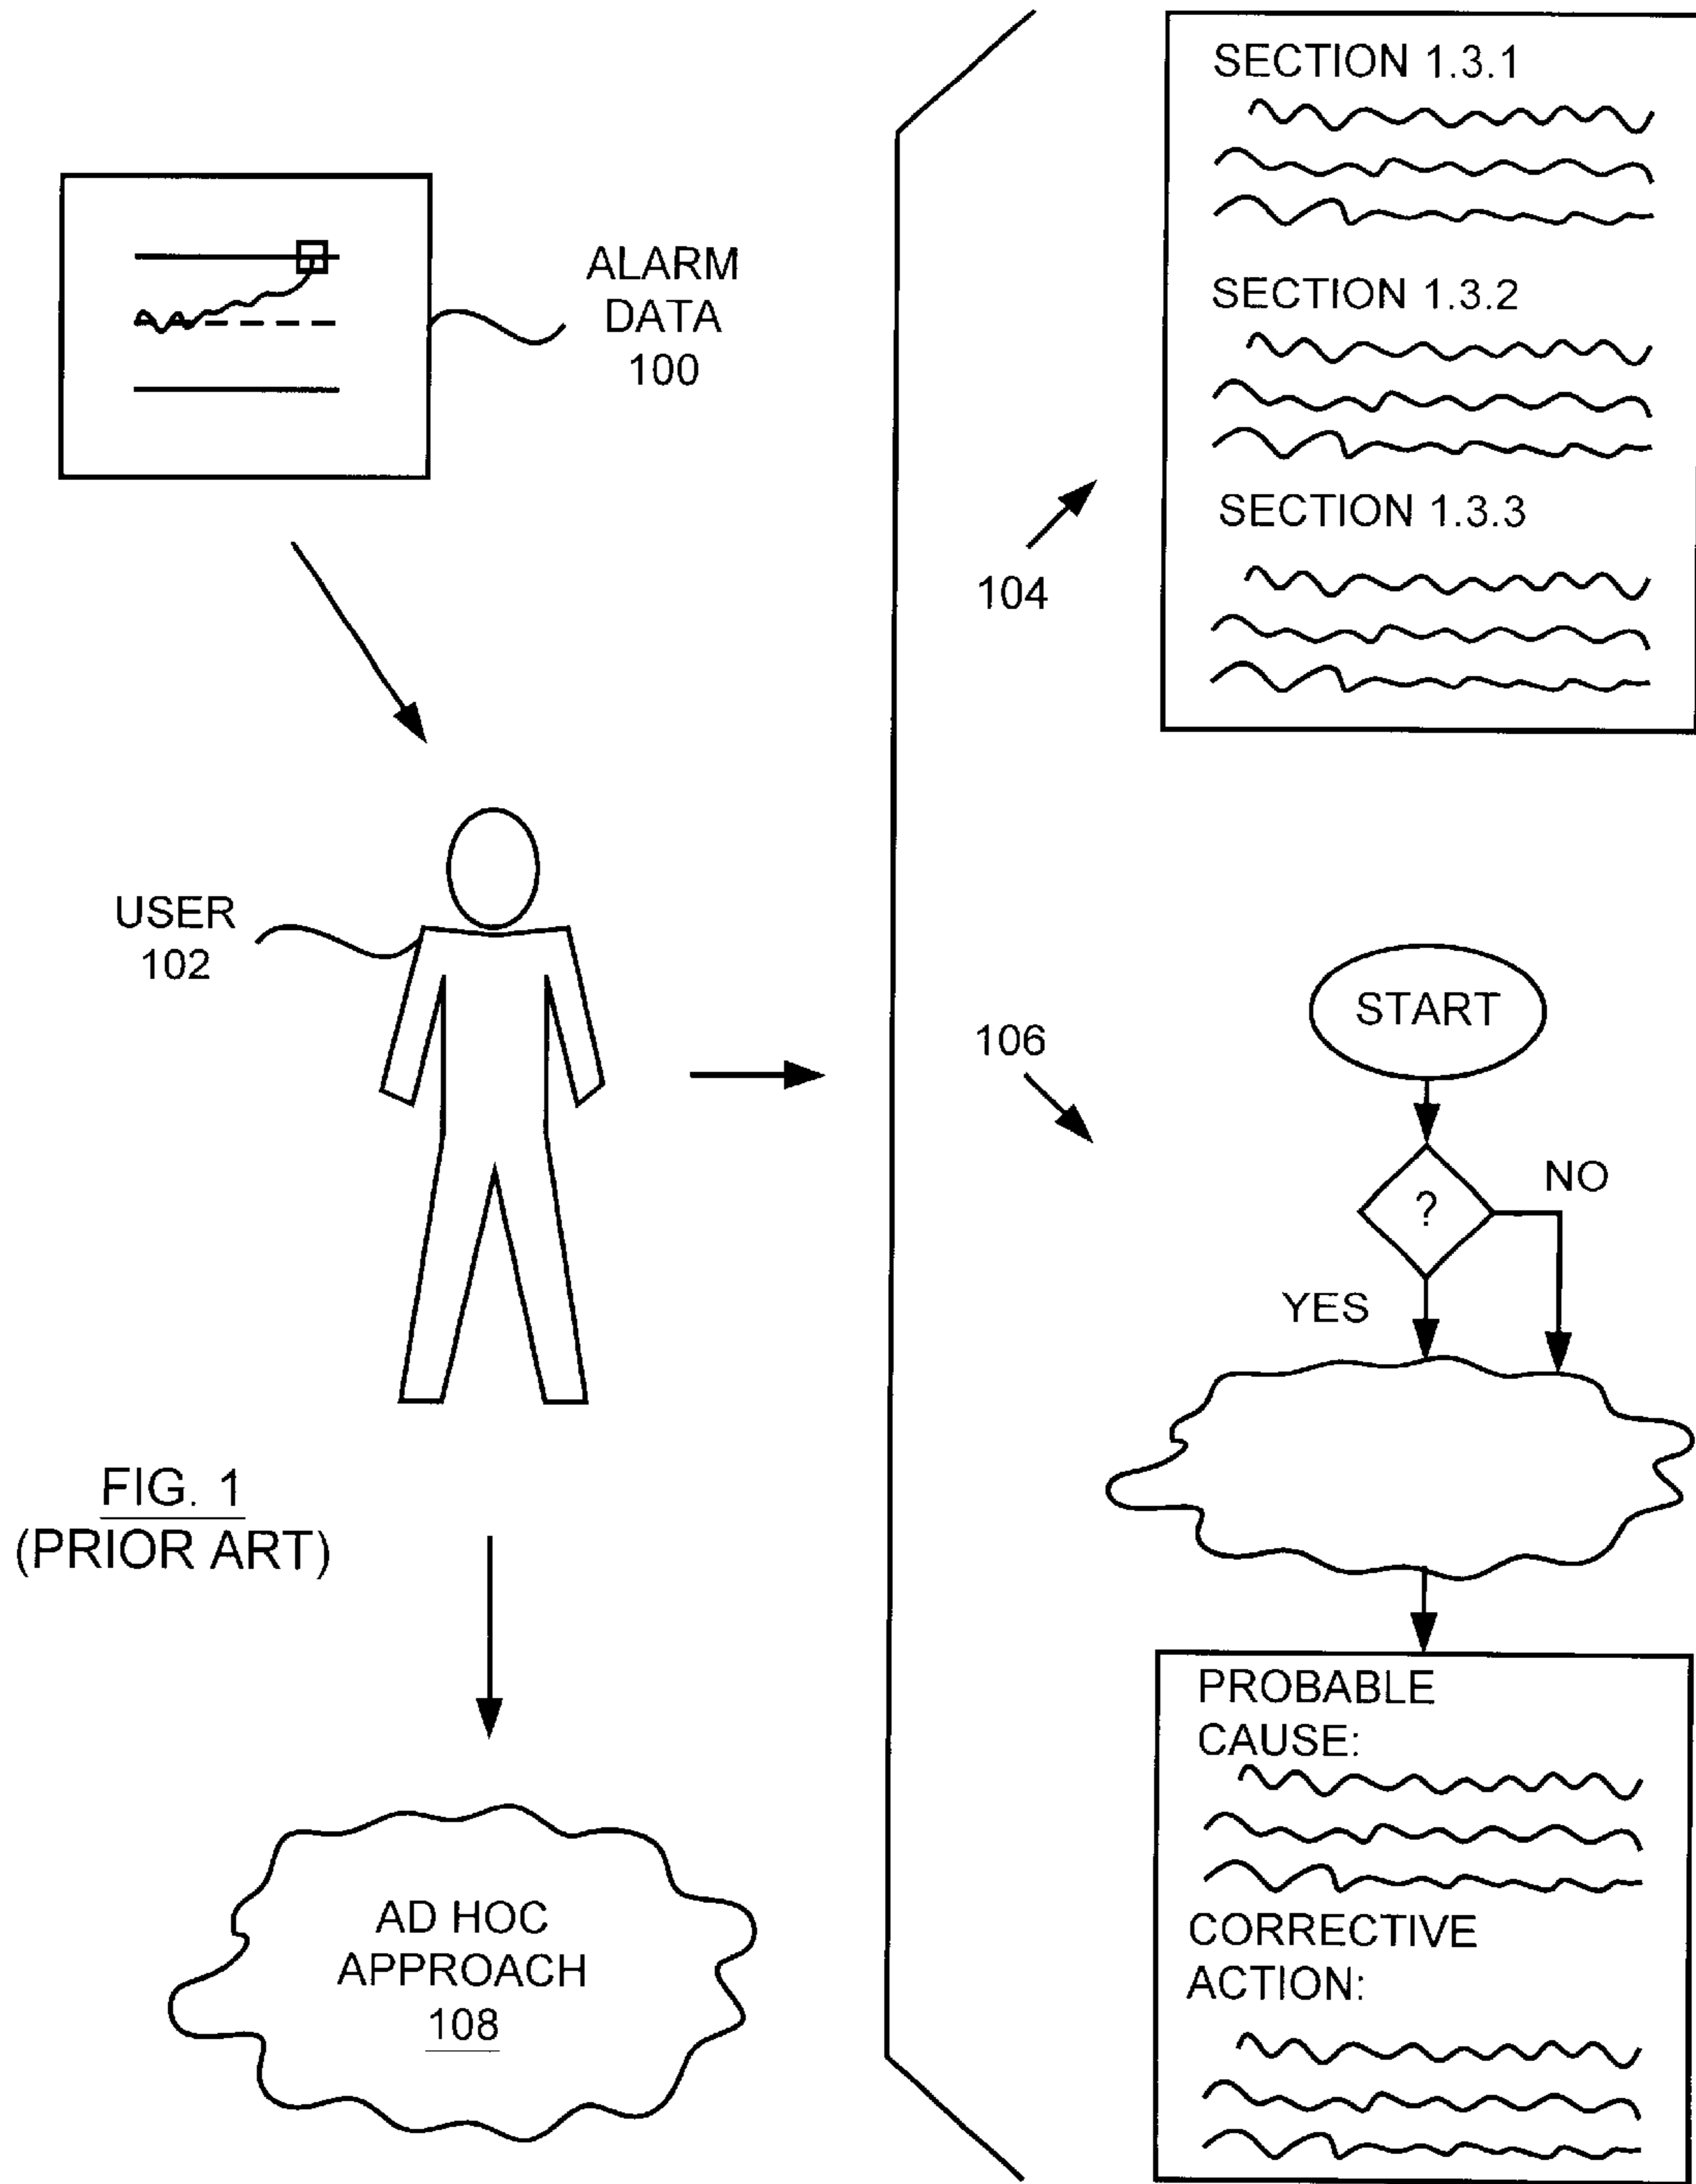 ALARM
DATA
100
USER
102
FIG. 1
(PRIOR ART)
AD HOC
APPROACH
108
104
SECTION 1.3.1
SECTION 1.3.2
SECTION 1.3.3
106
START
?
NO
YES
PROBABLE
CAUSE:
CORRECTIVE
ACTION: